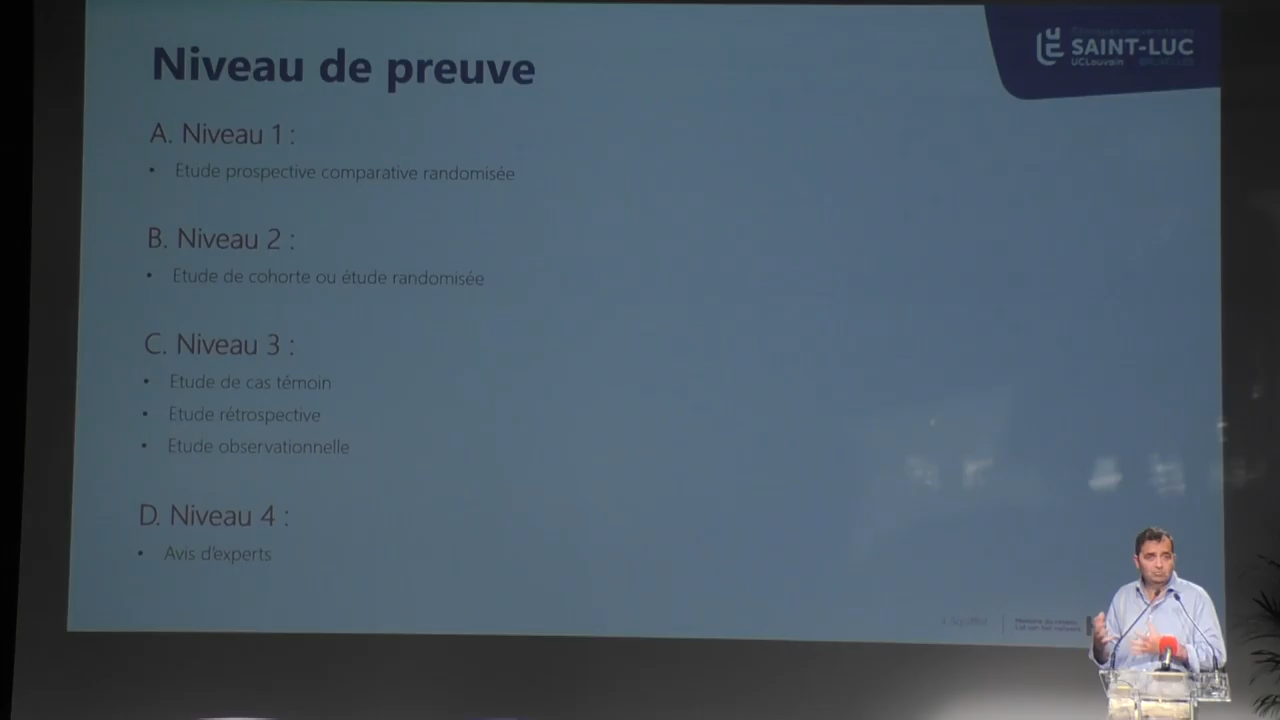 Niveau de preuve
SAINT-LUC
UCLouvain BRUXELLES
A. Niveau 1 :
• Etude prospective comparative randomisée
B. Niveau 2 :
• Etude de cohorte ou étude randomisée
C. Niveau 3 :
• Etude de cas témoin
• Etude rétrospective
• Etude observationnelle
D. Niveau 4 :
• Avis d'experts